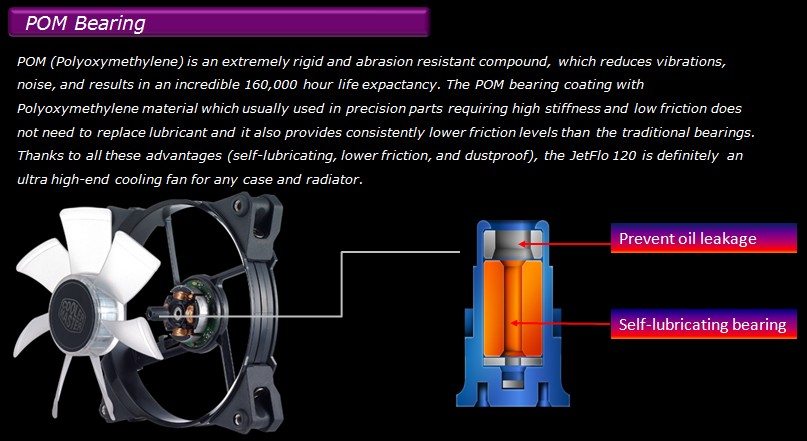 POM Bearing
POM (Polyoxymethylene) is an extremely rigid and abrasion resistant compound, which reduces vibrations,
noise, and results in an incredible 160,000 hour life expactancy. The POM bearing coating with
Polyoxymethylene material which usually used in precision parts requiring high stiffness and low friction does
not need to replace lubricant and it also provides consistently lower friction levels than the traditional bearings.
Thanks to all these advantages (self-lubricating, lower friction, and dustproof), the JetFlo 120 is definitely an
ultra high-end cooling fan for any case and radiator.
Prevent oil leakage
COOLER
MASTER
Self-lubricating bearing